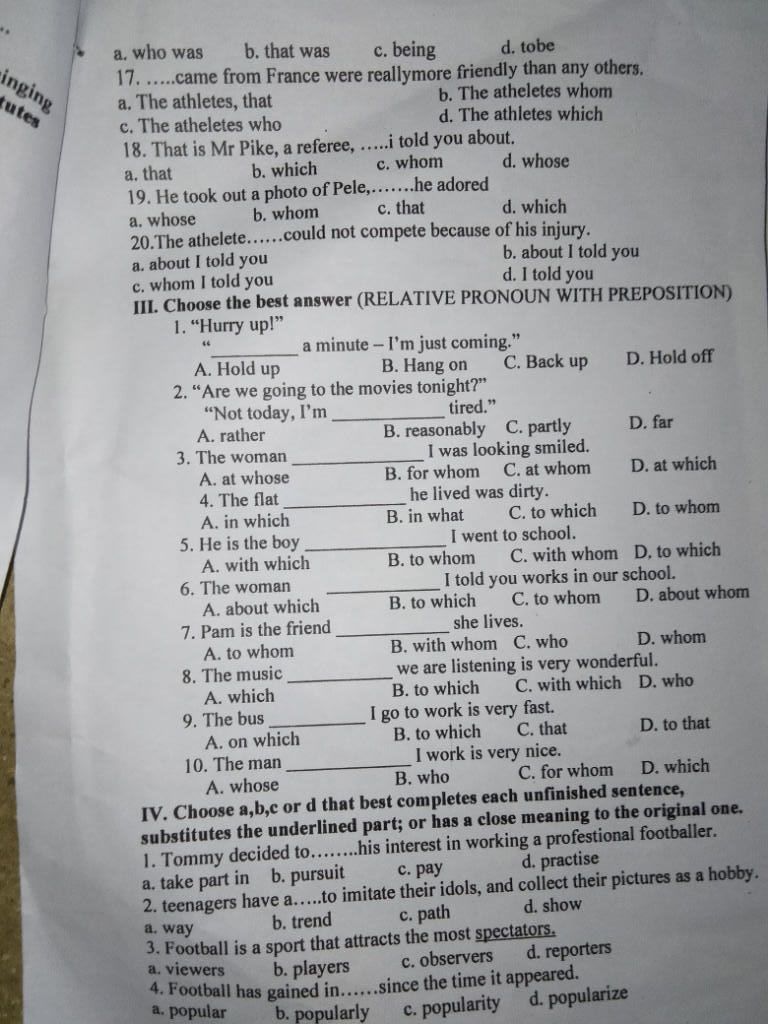 inging
tutes
a. who was b. that was c. being d. tobe
17. .....came from France were reallymore friendly than any others.
a. The athletes, that b. The atheletes whom
c. The atheletes who d. The athletes which
18. That is Mr Pike, a referee, .....i told you about.
a. that b. which c. whom d. whose
19. He took out a photo of Pele,.......he adored
a. whose b. whom c. that d. which
20.The athelete......could not compete because of his injury.
a. about I told you b. about I told you
c. whom I told you d. I told you
III. Choose the best answer (RELATIVE PRONOUN WITH PREPOSITION)
1. “Hurry up!”
“__________ a minute – I’m just coming.”
A. Hold up B. Hang on C. Back up D. Hold off
2. “Are we going to the movies tonight?”
“Not today, I’m _____________ tired.”
A. rather B. reasonably C. partly D. far
3. The woman _______________ I was looking smiled.
A. at whose B. for whom C. at whom D. at which
4. The flat ______________ he lived was dirty.
A. in which B. in what C. to which D. to whom
5. He is the boy ________________ I went to school.
A. with which B. to whom C. with whom D. to which
6. The woman _____________ I told you works in our school.
A. about which B. to which C. to whom D. about whom
7. Pam is the friend _____________ she lives.
A. to whom B. with whom C. who D. whom
8. The music ____________ we are listening is very wonderful.
A. which B. to which C. with which D. who
9. The bus ___________ I go to work is very fast.
A. on which B. to which C. that D. to that
10. The man ______________ I work is very nice.
A. whose B. who C. for whom D. which
IV. Choose a,b,c or d that best completes each unfinished sentence,
substitutes the underlined part; or has a close meaning to the original one.
1. Tommy decided to........his interest in working a profestional footballer.
a. take part in b. pursuit c. pay d. practise
2. teenagers have a.....to imitate their idols, and collect their pictures as a hobby.
a. way b. trend c. path d. show
3. Football is a sport that attracts the most spectators.
a. viewers b. players c. observers d. reporters
4. Football has gained in......since the time it appeared.
a. popular b. popularly c. popularity d. popularize